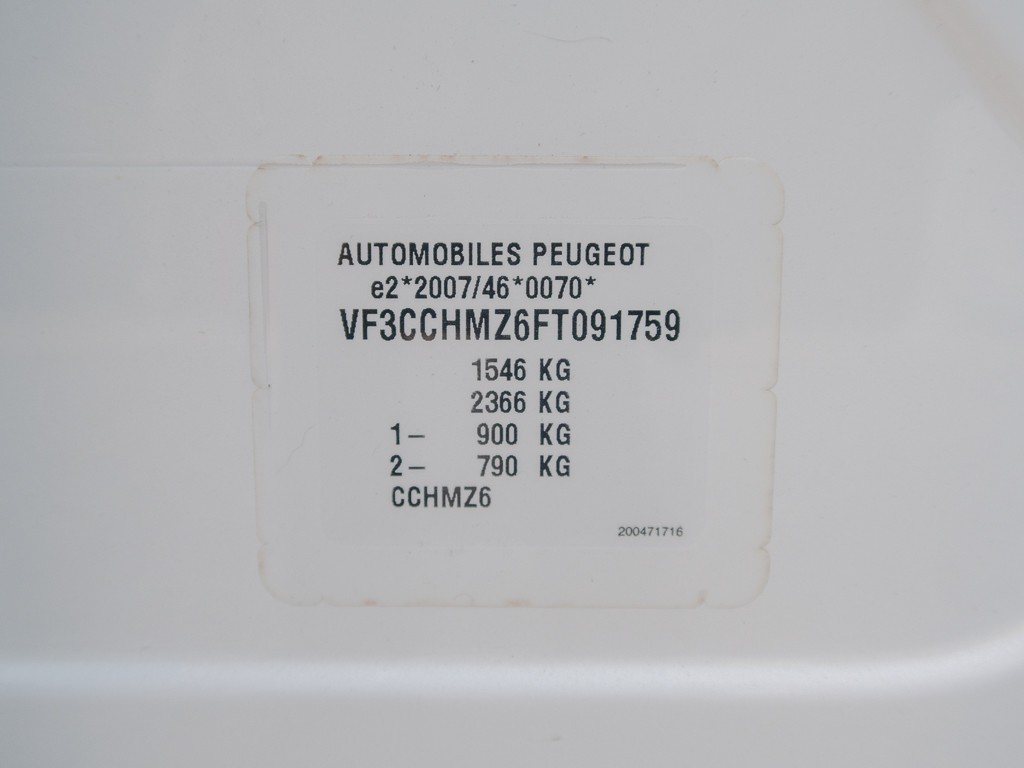 AUTOMOBILES PEUGEOT
e2*2007/46*0070*
VF3CCHMZ6FT091759
1546 KG
2366 KG
1– 900 KG
2– 790 KG
CCHMZ6
200471716